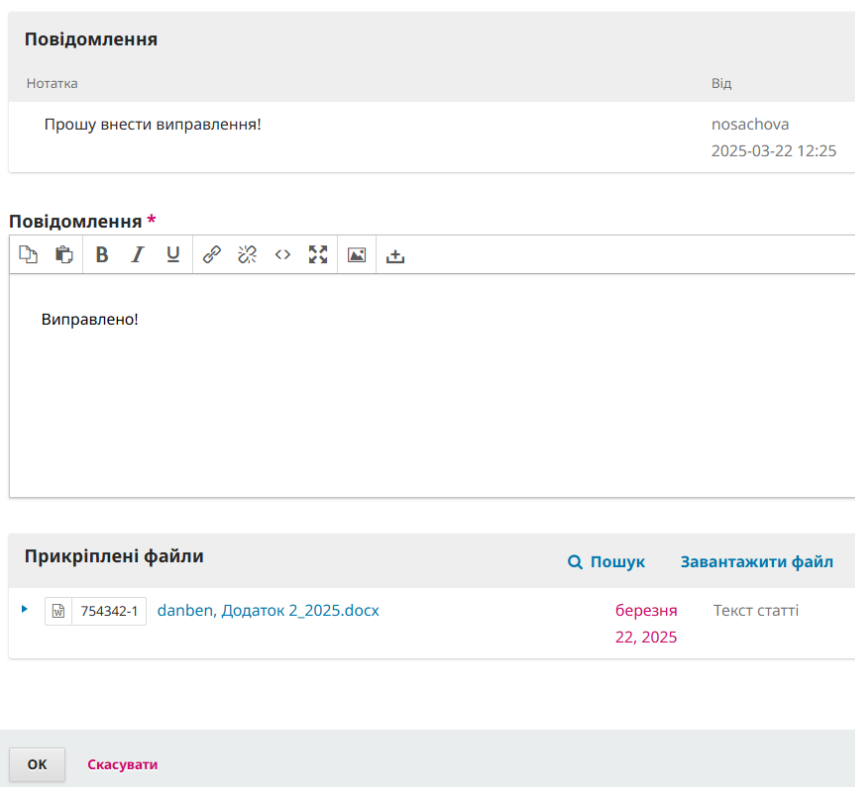 Повідомлення
Нотатка Від
Прошу внести виправлення! nosachova
2025-03-22 12:25
Повідомлення *
B I U
Виправлено!
Прикріплені файли Пошук Завантажити файл
754342-1 danben, Додаток 2_2025.docx березня Текст статті
22, 2025
OK Скасувати